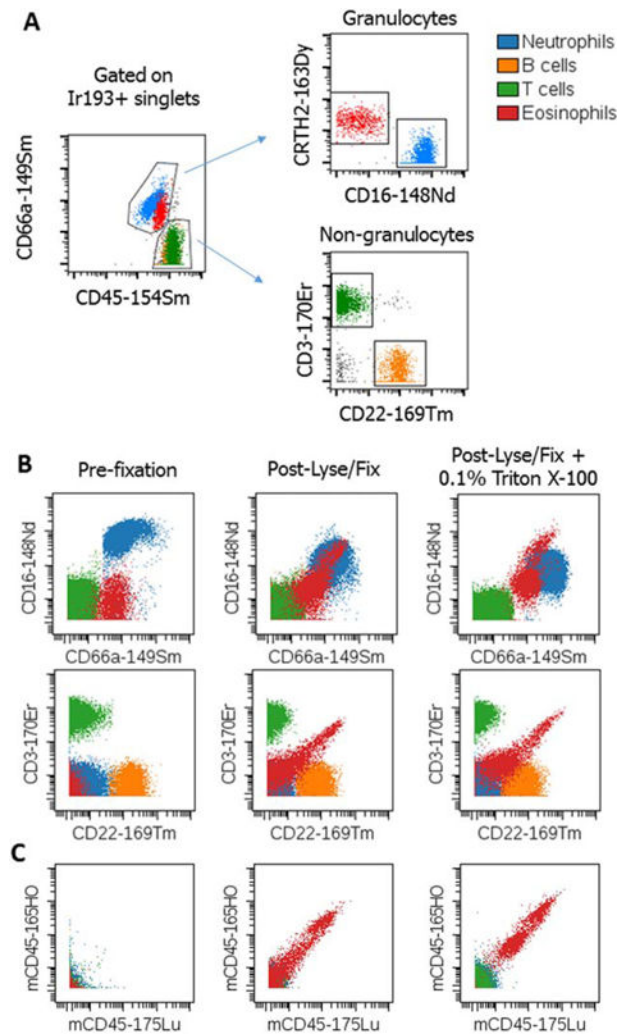 A
Gated on
Ir193+ singlets
CD66a-149Sm
CD45-154Sm
Granulocytes
CRTH2-163Dy
CD16-148Nd
Neutrophils
B cells
T cells
Eosinophils
Non-granulocytes
CD3-170Er
CD22-169Tm
B
Pre-fixation
Post-Lyse/Fix
Post-Lyse/Fix +
0.1% Triton X-100
CD16-148Nd
CD66a-149Sm
CD16-148Nd
CD66a-149Sm
CD16-148Nd
CD66a-149Sm
CD3-170Er
CD22-169Tm
CD3-170Er
CD22-169Tm
CD3-170Er
CD22-169Tm
C
mCD45-165HO
mCD45-175Lu
mCD45-165HO
mCD45-175Lu
mCD45-165HO
mCD45-175Lu